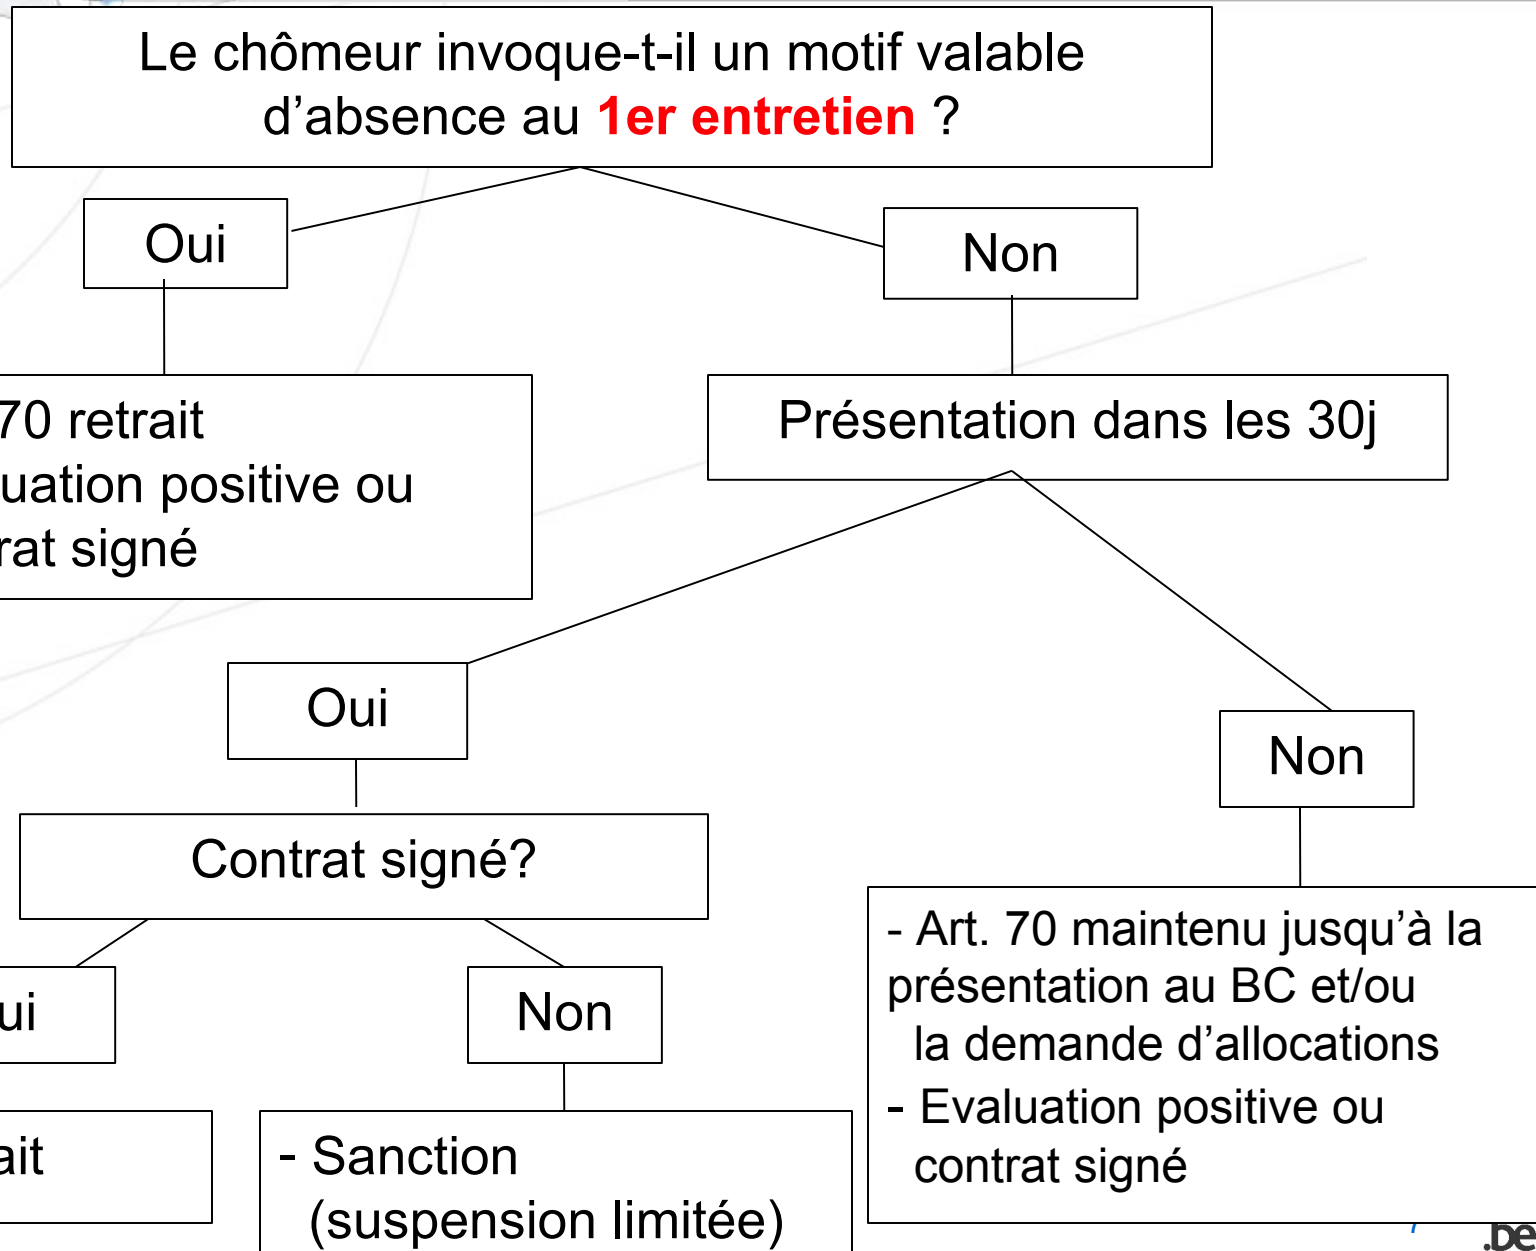 Le chômeur invoque-t-il un motif valable
d’absence au 1er entretien ?
Oui
Non
70 retrait
uation positive ou
rat signé
Présentation dans les 30j
Oui
Non
Contrat signé?
ui
Non
- Art. 70 maintenu jusqu’à la
présentation au BC et/ou
la demande d’allocations
- Evaluation positive ou
contrat signé
ait
- Sanction
(suspension limitée)
.be